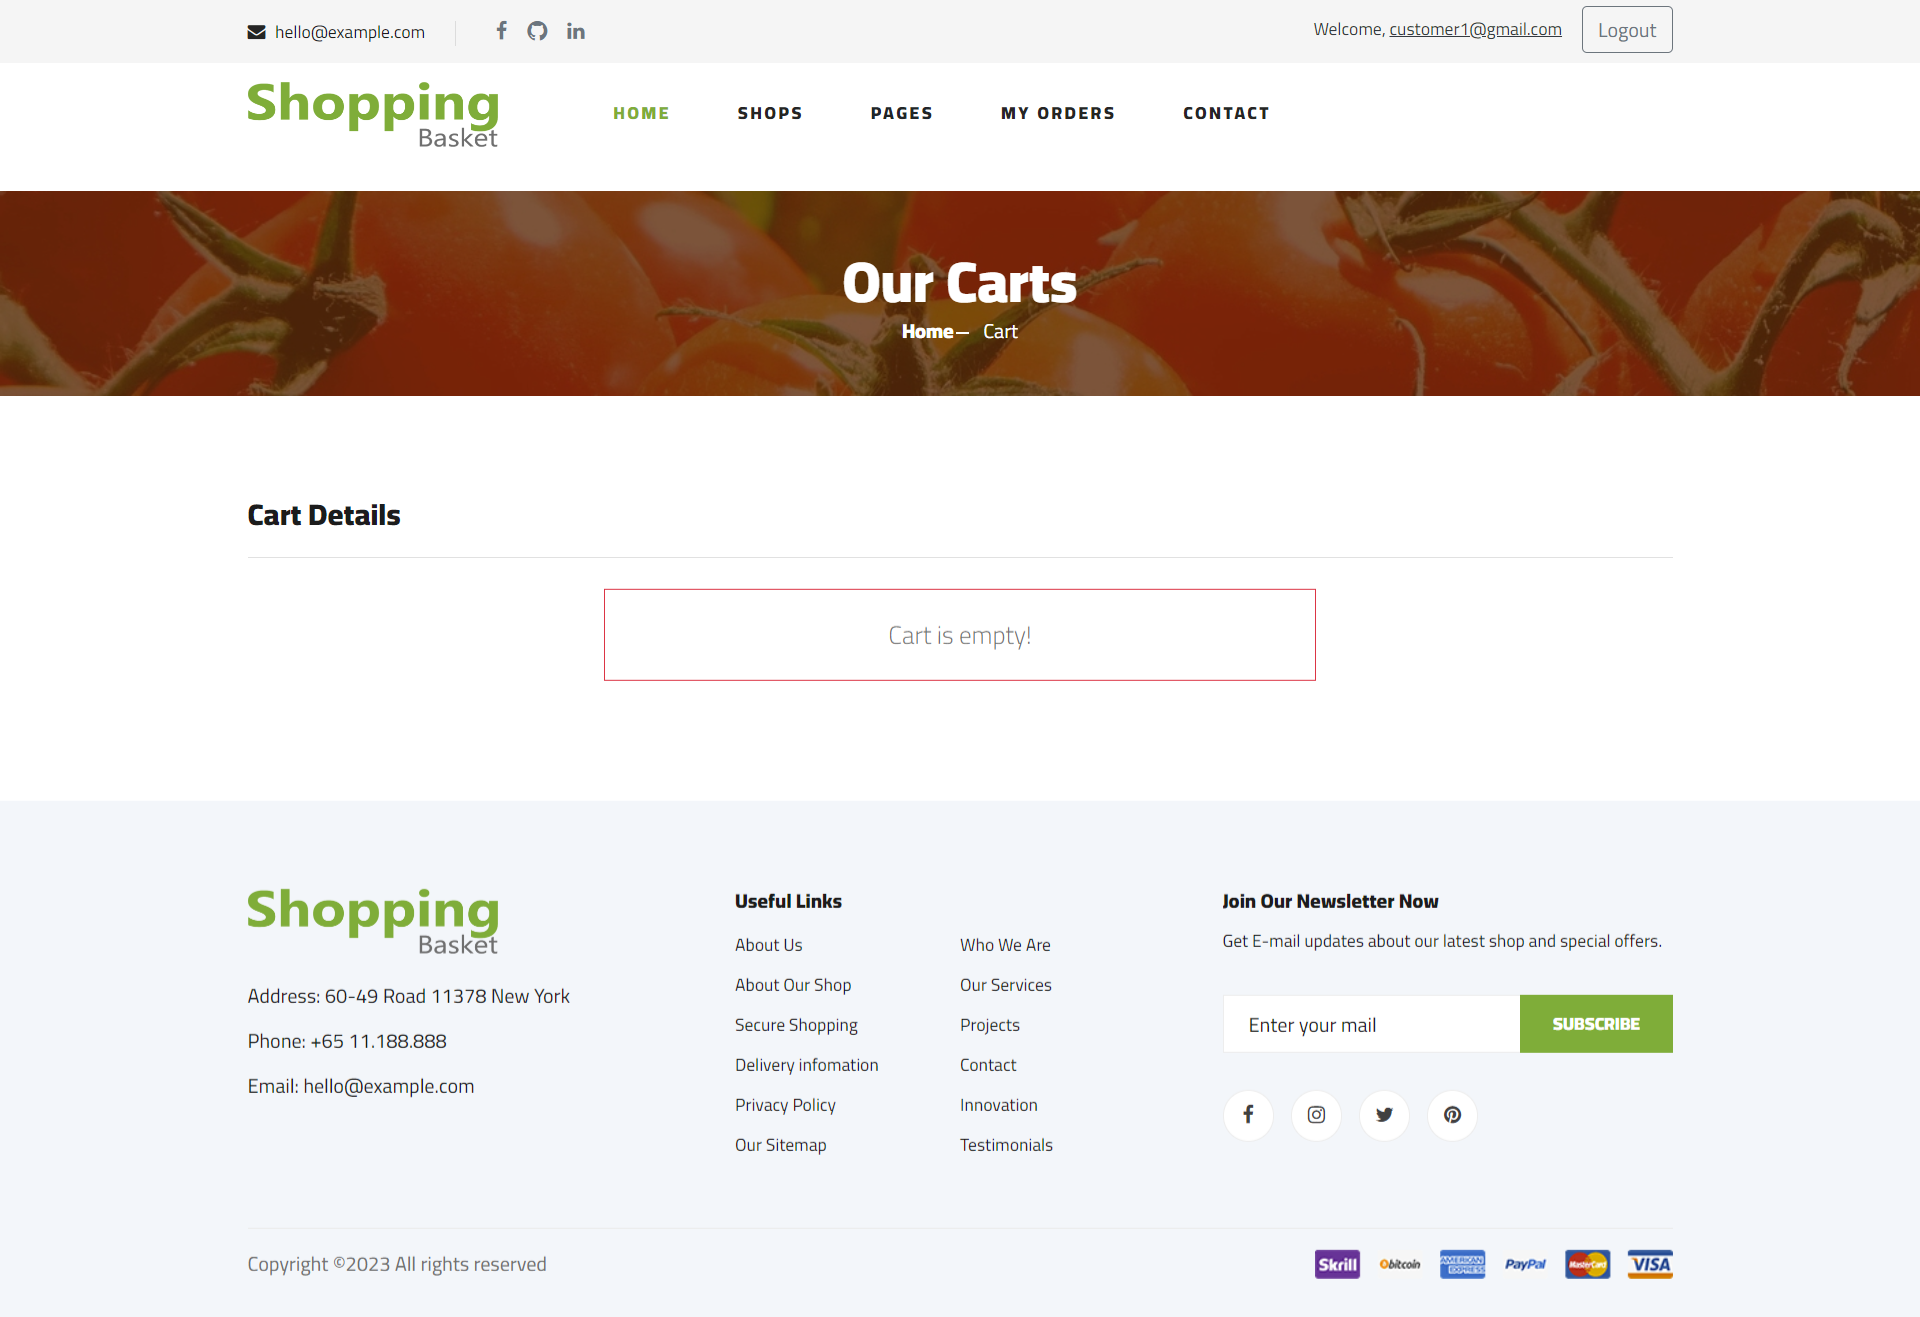 hello@example.com
Welcome, customer1@gmail.com
Logout
Shopping
Basket
HOME
SHOPS
PAGES
MY ORDERS
CONTACT
Our Carts
Home – Cart
Cart Details
Cart is empty!
Shopping
Basket
Address: 60-49 Road 11378 New York
Phone: +65 11.188.888
Email: hello@example.com
Useful Links
About Us
About Our Shop
Secure Shopping
Delivery infomation
Privacy Policy
Our Sitemap
Who We Are
Our Services
Projects
Contact
Innovation
Testimonials
Join Our Newsletter Now
Get E-mail updates about our latest shop and special offers.
Enter your mail
SUBSCRIBE
Copyright ©2023 All rights reserved
Skrill
bitcoin
AMERICAN
EXPRESS
PayPal
MasterCard
VISA